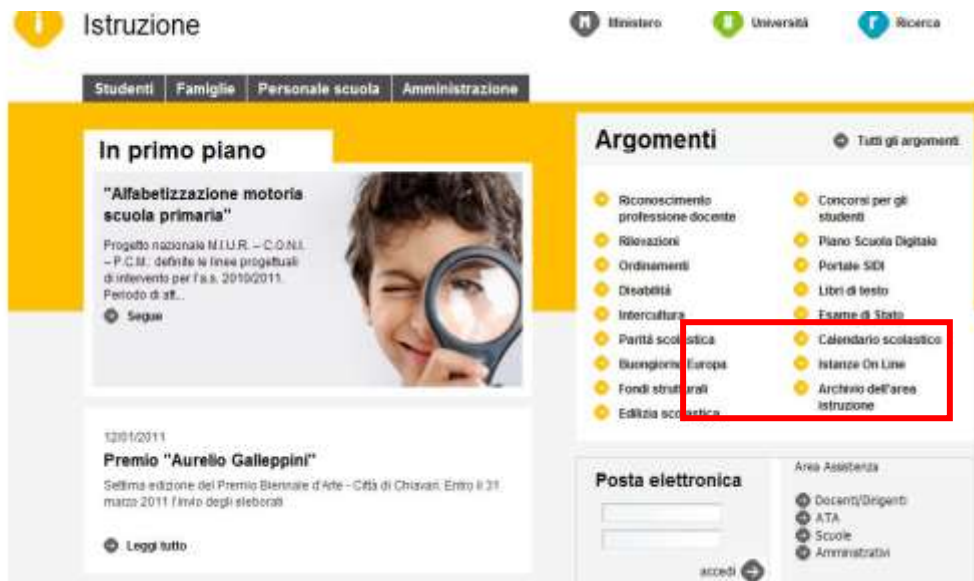 i
Istruzione
m Ministero
u Università
r Ricerca
Studenti Famiglie Personale scuola Amministrazione
In primo piano
"Alfabetizzazione motoria
scuola primaria"
Progetto nazionale M.I.U.R. – C.O.N.I.
– P.C.M.: definite le linee progettuali
di intervento per l'a.s. 2010/2011.
Periodo di att...
Segue
12/01/2011
Premio "Aurelio Galleppini"
Settima edizione del Premio Biennale d'Arte - Città di Chiavari. Entro il 31
marzo 2011 l'invio degli elaborati
Leggi tutto
Argomenti
Tutti gli argomenti
Riconoscimento
professione docente
Rilevazioni
Ordinamenti
Disabilità
Intercultura
Parità scolastica
Buongiorno Europa
Fondi strutturali
Edilizia scolastica
Concorsi per gli
studenti
Piano Scuola Digitale
Portale SIDI
Libri di testo
Esame di Stato
Calendario scolastico
Istanze On Line
Archivio dell'area
istruzione
Posta elettronica
accedi
Area Assistenza
Docenti/Dirigenti
ATA
Scuole
Amministrativi